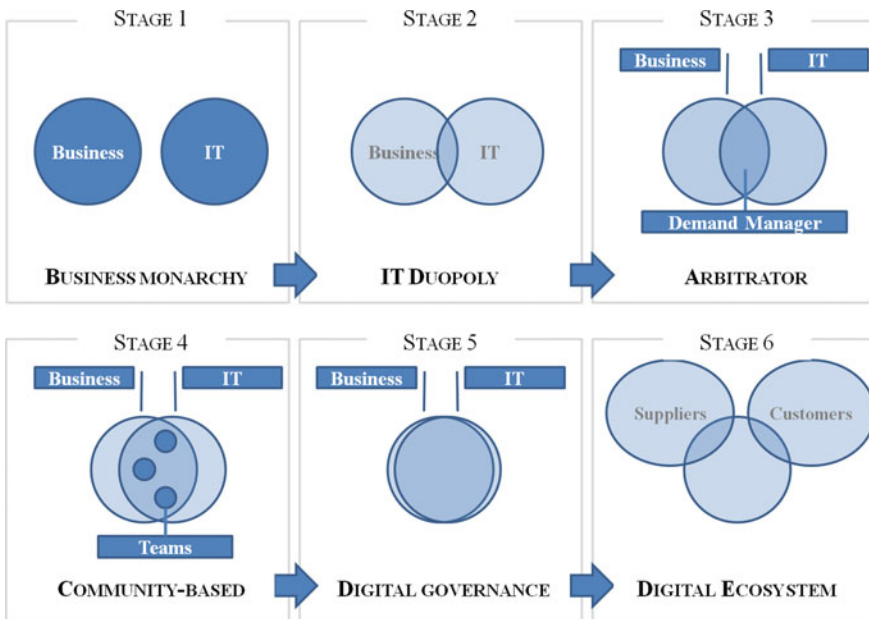 STAGE 1
Business
IT
BUSINESS MONARCHY
STAGE 2
Business
IT
IT DUOPOLY
STAGE 3
Business
IT
Demand Manager
ARBITRATOR
STAGE 4
Business
IT
Teams
COMMUNITY-BASED
STAGE 5
Business
IT
DIGITAL GOVERNANCE
STAGE 6
Suppliers
Customers
DIGITAL ECOSYSTEM